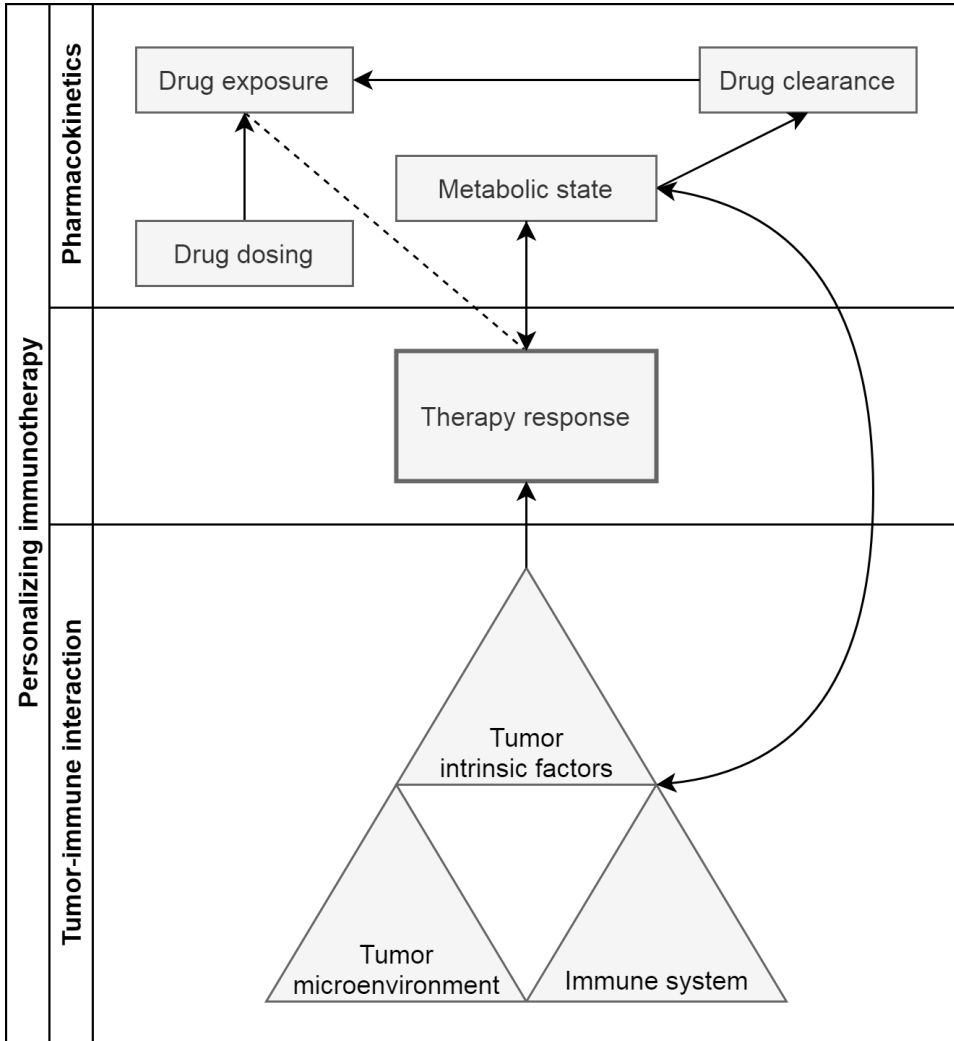 Personalizing immunotherapy
Pharmacokinetics
Drug exposure
Drug clearance
Metabolic state
Drug dosing
Therapy response
Tumor-immune interaction
Tumor
intrinsic factors
Tumor
microenvironment
Immune system